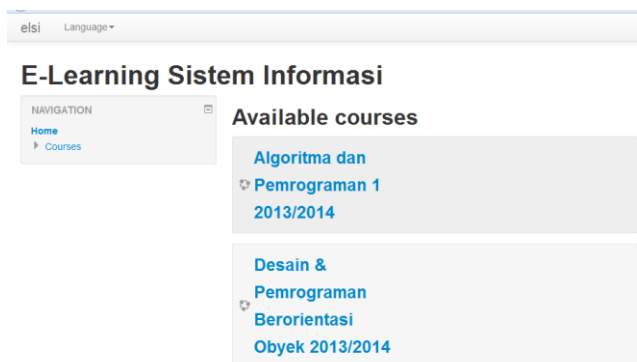 elsi Language
E-Learning Sistem Informasi
NAVIGATION
Home
Courses
Available courses
Algoritma dan
Pemrograman 1
2013/2014
Desain &
Pemrograman
Berorientasi
Obyek 2013/2014